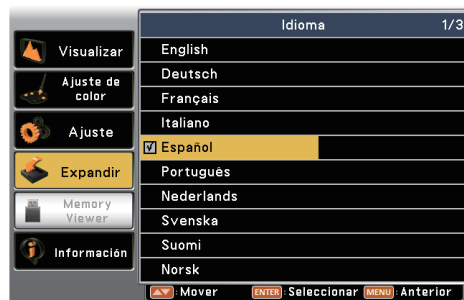 Idioma 1/3
Visualizar
Ajuste de
color
Ajuste
Expandir
Memory
Viewer
Información
English
Deutsch
Français
Italiano
Español
Português
Nederlands
Svenska
Suomi
Norsk
:Mover ENTER :Seleccionar MENU :Anterior